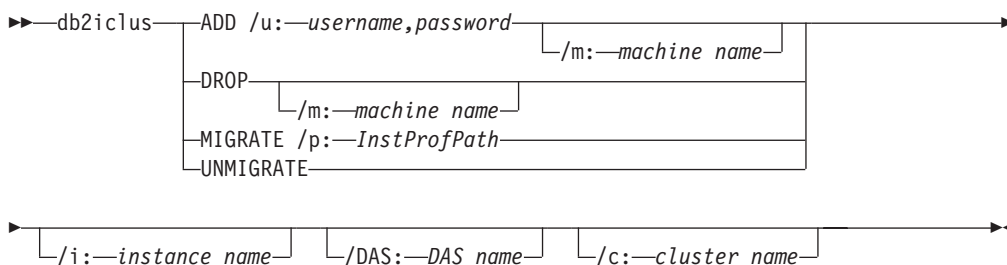 db2iclus ADD /u: username,password
/m: machine name
DROP
/m: machine name
MIGRATE /p: InstProfPath
UNMIGRATE
/i: instance name /DAS: DAS name /c: cluster name